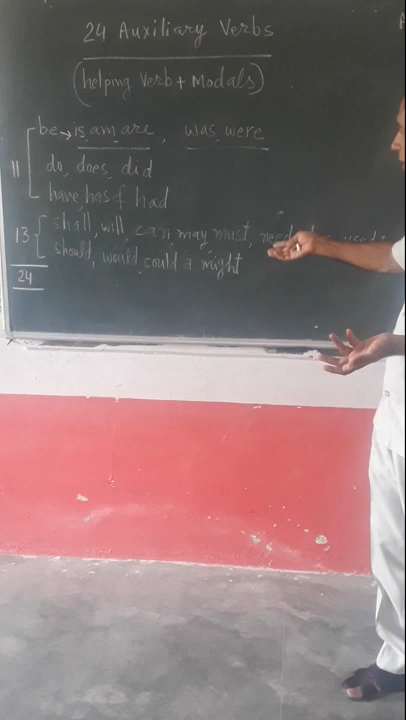 24 Auxiliary Verbs
(helping Verb + Modals)
be → is, am are, was were
11 do, does, did
have, has & had
13 shall, will, can may must,
should, would could & might
24